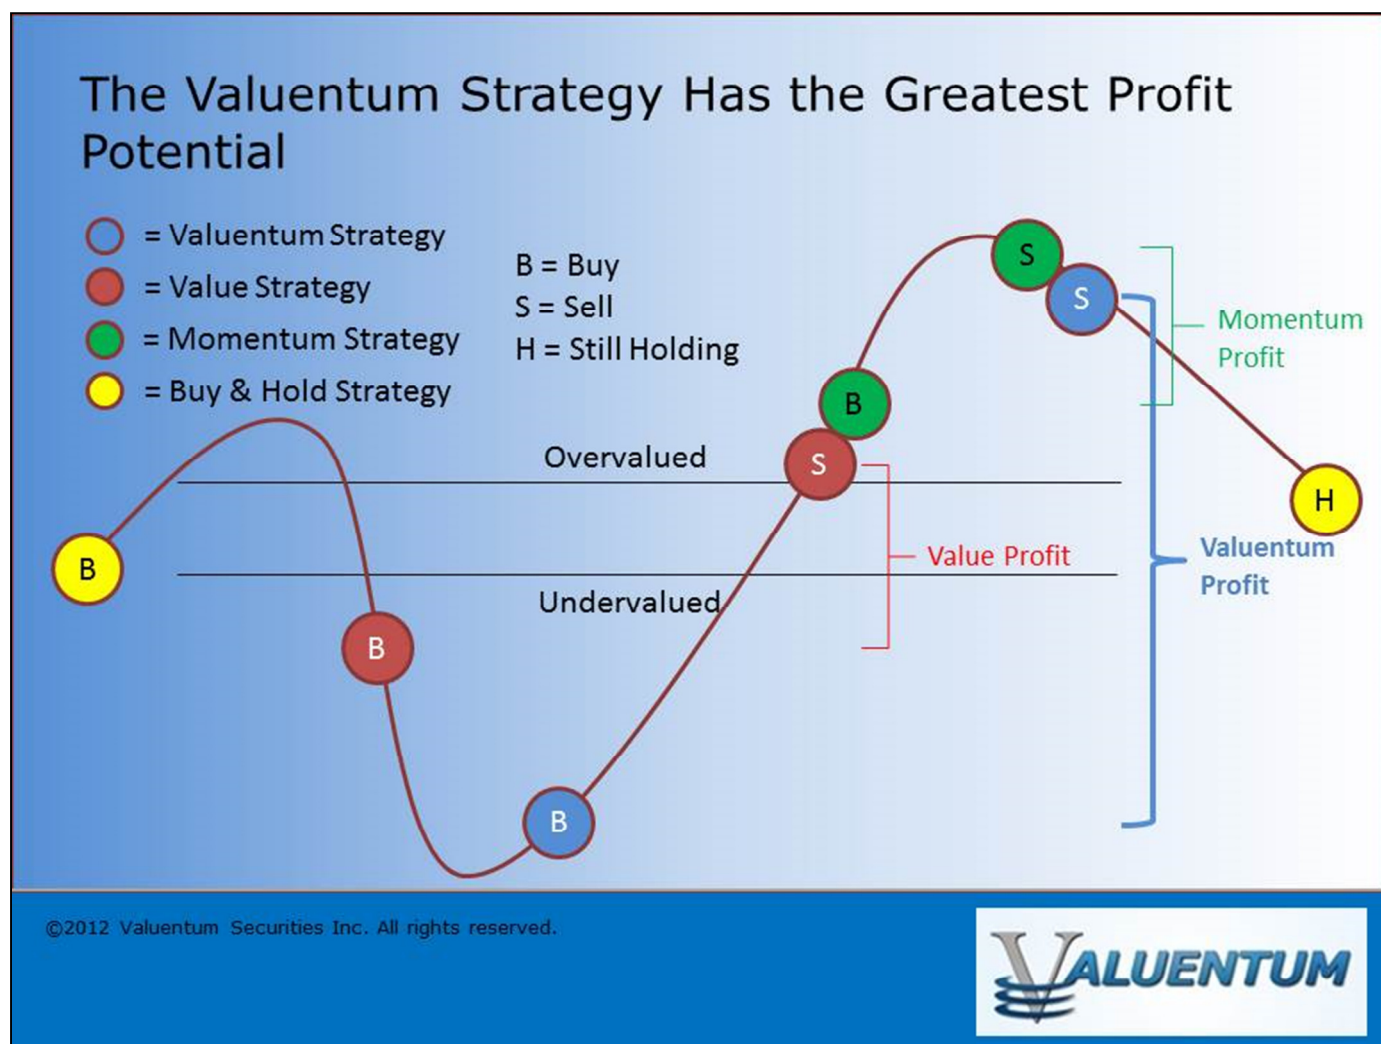 The Valuentum Strategy Has the Greatest Profit
Potential
= Valuentum Strategy
= Value Strategy
= Momentum Strategy
= Buy & Hold Strategy
B = Buy
S = Sell
H = Still Holding
S
S
Momentum
Profit
B
Overvalued
S
H
B
Value Profit
Valuentum
Profit
Undervalued
B
B
©2012 Valuentum Securities Inc. All rights reserved.
VALUENTUM